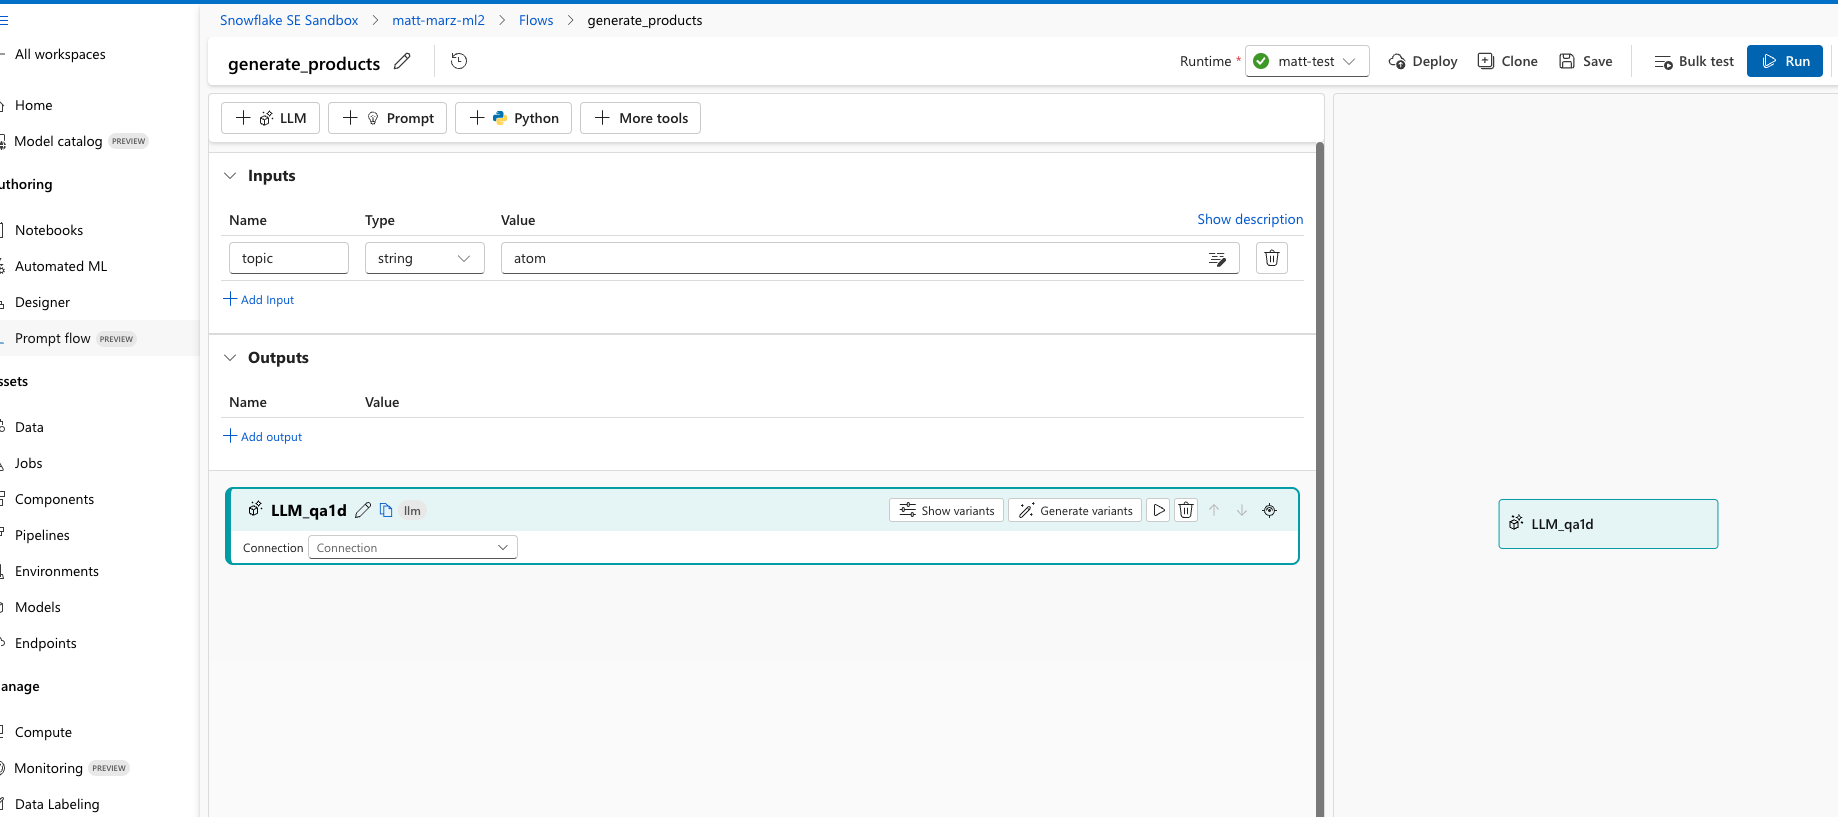 Snowflake SE Sandbox > matt-marz-ml2 > Flows > generate_products
All workspaces
Home
Model catalog PREVIEW
uthoring
Notebooks
Automated ML
Designer
Prompt flow PREVIEW
ssets
Data
Jobs
Components
Pipelines
Environments
Models
Endpoints
anage
Compute
Monitoring PREVIEW
Data Labeling
generate_products
Runtime * matt-test Deploy Clone Save Bulk test Run
LLM Prompt Python More tools
Inputs
Name Type Value Show description
topic string atom
Add Input
Outputs
Name Value
Add output
LLM_qa1d llm Show variants Generate variants
Connection Connection
LLM_qa1d